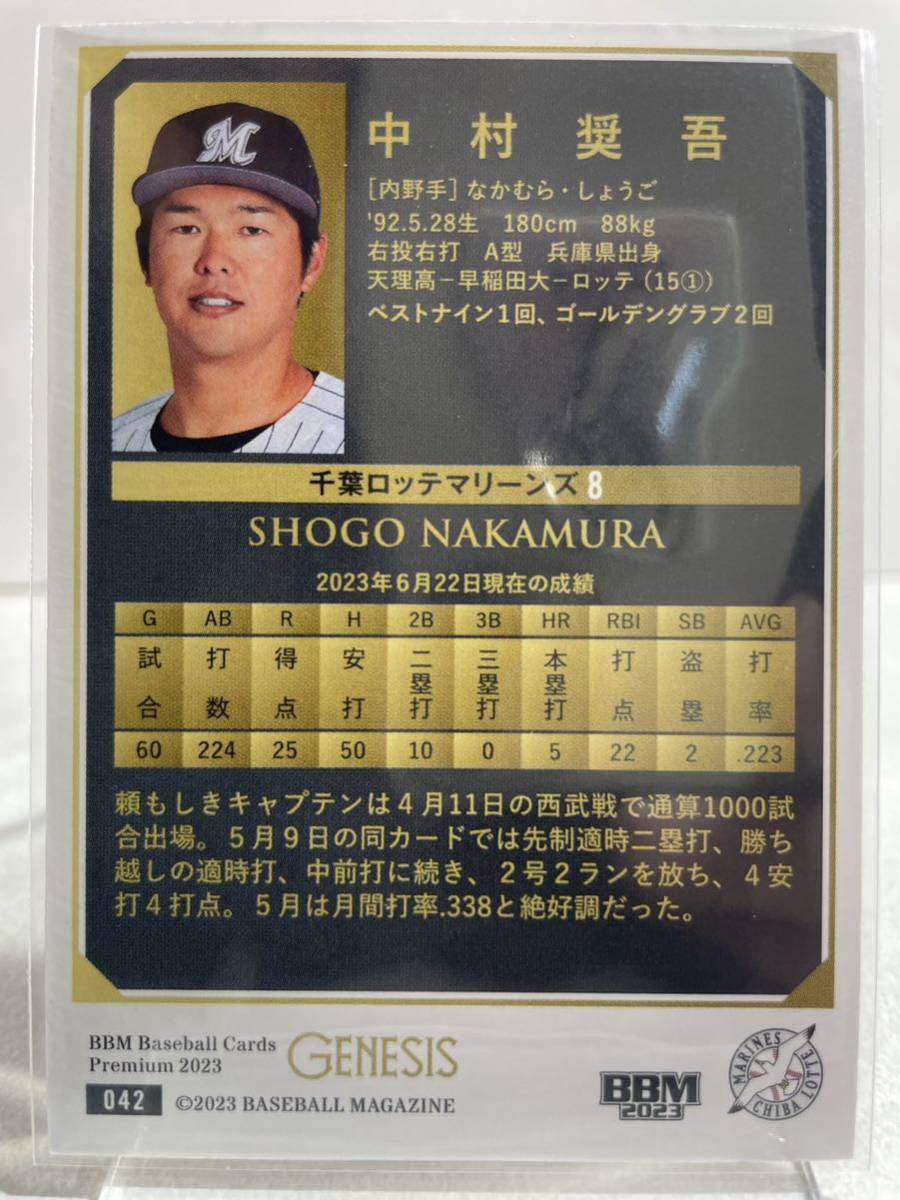 M
中村奨吾
［内野手］なかむら・しょうご
'92.5.28生　180cm　88kg
右投右打　A型　兵庫県出身
天理高－早稲田大－ロッテ（15①）
ベストナイン1回、ゴールデングラブ2回
千葉ロッテマリーンズ 8
SHOGO NAKAMURA
2023年6月22日現在の成績
G AB R H 2B 3B HR RBI SB AVG
試合 打数 得点 安打 二塁打 三塁打 本塁打 打点 盗塁 打率
60 224 25 50 10 0 5 22 2 .223
頼もしきキャプテンは４月11日の西武戦で通算1000試
合出場。５月９日の同カードでは先制適時二塁打、勝ち
越しの適時打、中前打に続き、２号２ランを放ち、４安
打４打点。５月は月間打率.338と絶好調だった。
BBM Baseball Cards
Premium 2023
GENESIS
042
©2023 BASEBALL MAGAZINE
BBM
2023
MARINES
CHIBA LOTTE